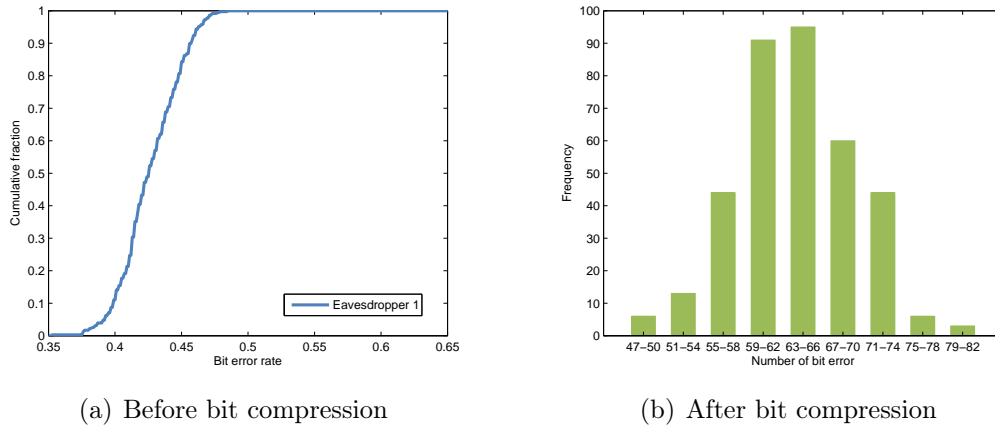 1
0.9
0.8
0.7
0.6
0.5
0.4
0.3
0.2
0.1
0
Cumulative fraction
Eavesdropper 1
0.35 0.4 0.45 0.5 0.55 0.6 0.65
Bit error rate
(a) Before bit compression
100
90
80
70
60
50
40
30
20
10
0
Frequency
47−50 51−54 55−58 59−62 63−66 67−70 71−74 75−78 79−82
Number of bit error
(b) After bit compression